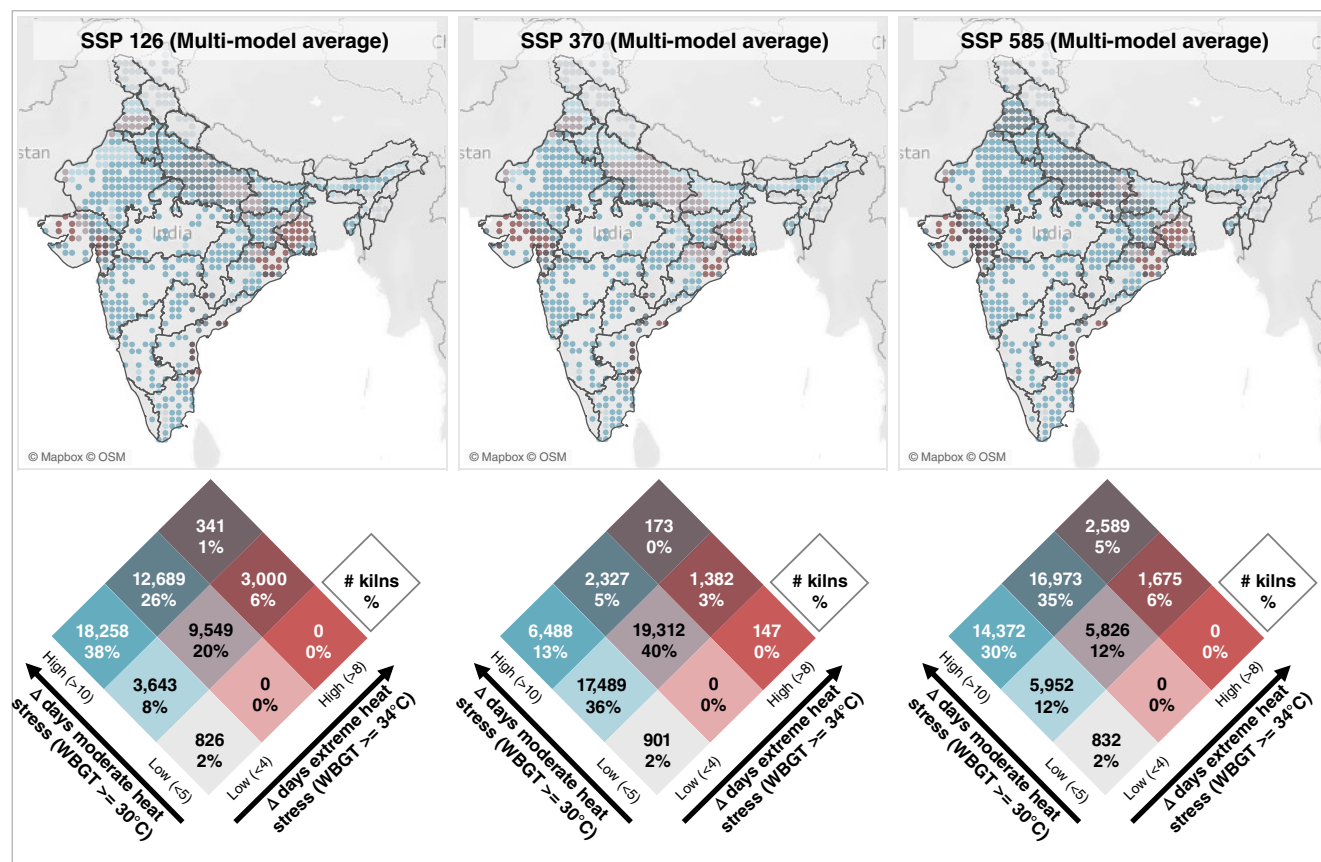 SSP 126 (Multi-model average)
Ch
stan
India
© Mapbox © OSM
SSP 370 (Multi-model average)
Ch
stan
India
© Mapbox © OSM
SSP 585 (Multi-model average)
Ch
stan
India
© Mapbox © OSM
341
1%
12,689
26%
3,000
6%
# kilns
%
18,258
38%
9,549
20%
0
0%
3,643
8%
0
0%
826
2%
High (>10)
Low (<5)
Δ days moderate heat
stress (WBGT >= 30°C)
High (>8)
Low (<4)
Δ days extreme heat
stress (WBGT >= 34°C)
173
0%
2,327
5%
1,382
3%
# kilns
%
6,488
13%
19,312
40%
147
0%
17,489
36%
0
0%
901
2%
High (>10)
Low (<5)
Δ days moderate heat
stress (WBGT >= 30°C)
High (>8)
Low (<4)
Δ days extreme heat
stress (WBGT >= 34°C)
2,589
5%
16,973
35%
1,675
6%
# kilns
%
14,372
30%
5,826
12%
0
0%
5,952
12%
0
0%
832
2%
High (>10)
Low (<5)
Δ days moderate heat
stress (WBGT >= 30°C)
High (>8)
Low (<4)
Δ days extreme heat
stress (WBGT >= 34°C)